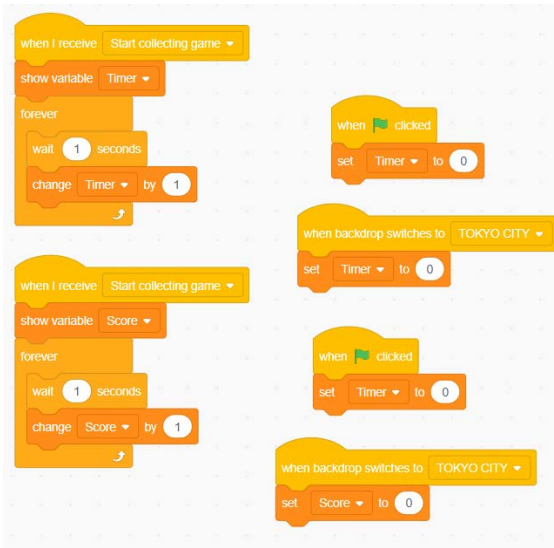 when I receive Start collecting game
show variable Timer
forever
wait 1 seconds
change Timer by 1
when clicked
set Timer to 0
when backdrop switches to TOKYO CITY
set Timer to 0
when I receive Start collecting game
show variable Score
forever
wait 1 seconds
change Score by 1
when clicked
set Timer to 0
when backdrop switches to TOKYO CITY
set Score to 0